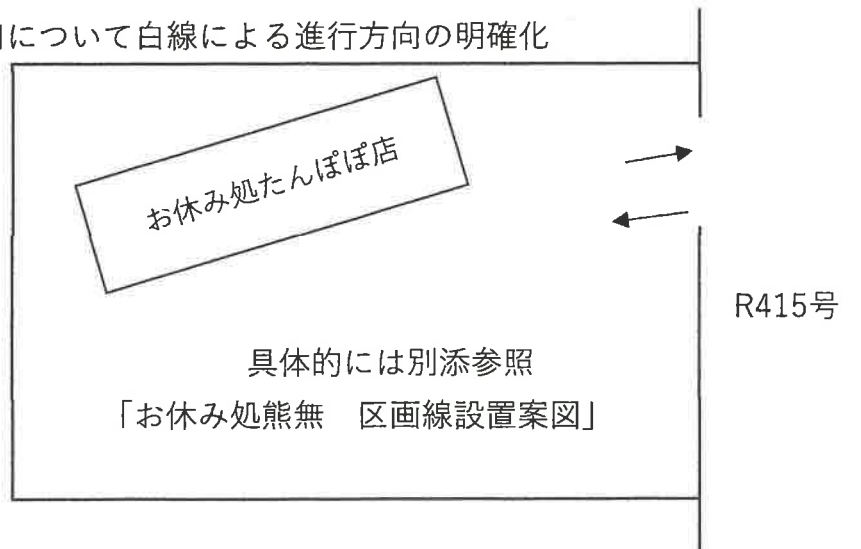 について白線による進行方向の明確化
お休み処たんぽぽ店
R415号
具体的には別添参照
「お休み処熊無　区画線設置案図」